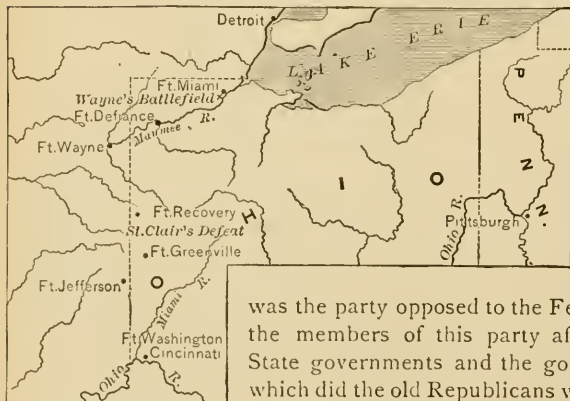 Detroit
LAKE ERIE
Ft. Miami
Wayne's Battlefield
Ft. Defiance
Maumee R.
Ft. Wayne
PENN.
O H I O
Ft. Recovery
St. Clair's Defeat
Ohio R.
Pittsburgh
Ft. Greenville
Ft. Jefferson
Miami R.
Ft. Washington
Cincinnati
Ohio R.
was the party opposed to the Fe
the members of this party af
State governments and the go
which did the old Republicans w